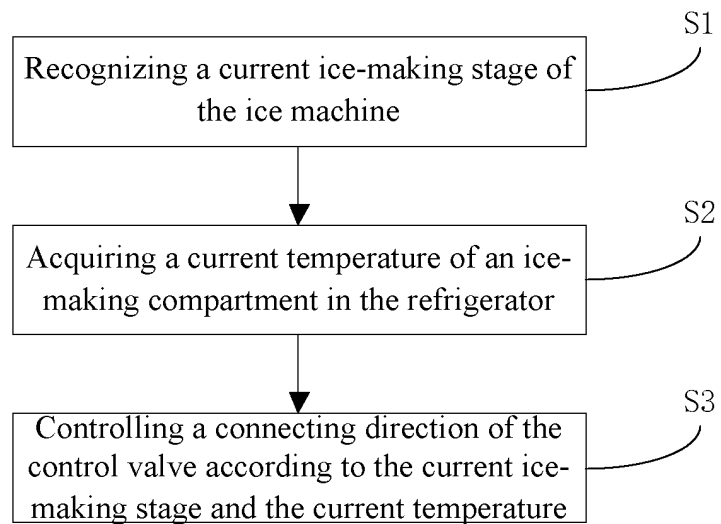 S1
Recognizing a current ice-making stage of
the ice machine
S2
Acquiring a current temperature of an ice-
making compartment in the refrigerator
S3
Controlling a connecting direction of the
control valve according to the current ice-
making stage and the current temperature